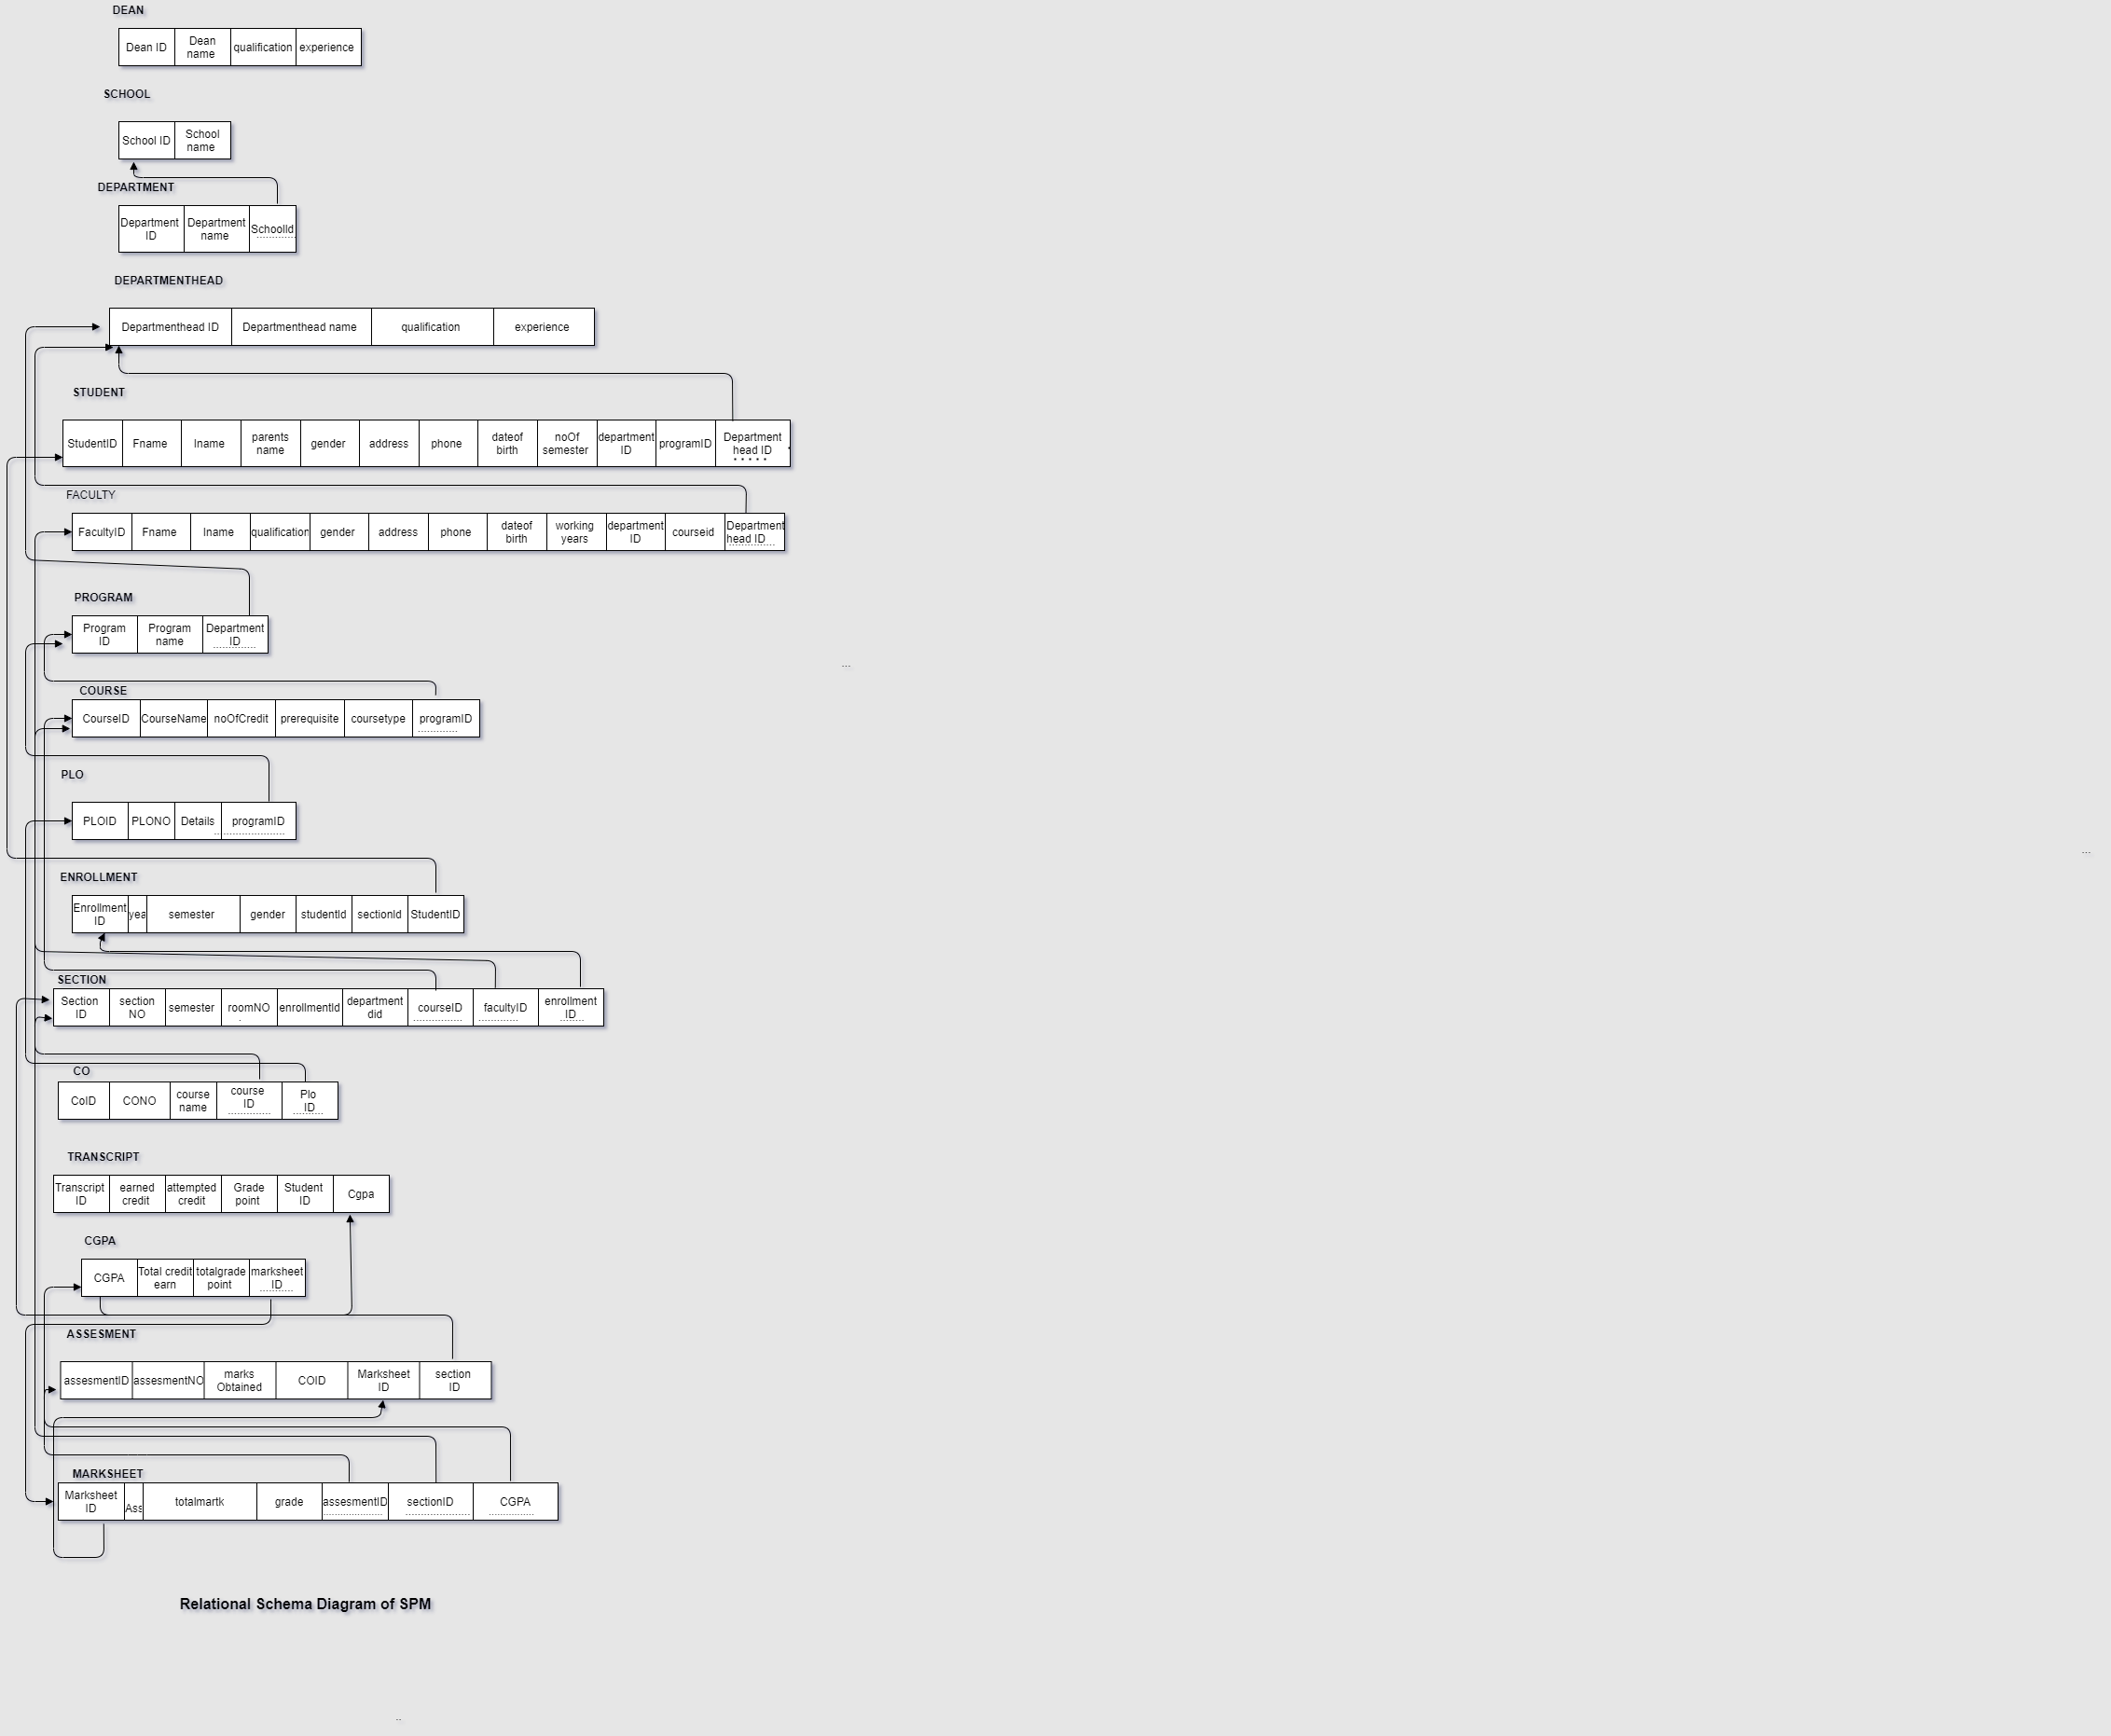 DEAN
Dean ID Dean name qualification experience
SCHOOL
School ID School name
DEPARTMENT
Department ID Department name SchoolId
DEPARTMENTHEAD
Departmenthead ID Departmenthead name qualification experience
STUDENT
StudentID Fname lname parents name gender address phone dateof birth noOf semester department ID programID Department head ID
FACULTY
FacultyID Fname lname qualification gender address phone dateof birth working years department ID courseid Department head ID
PROGRAM
Program ID Program name Department ID
COURSE
CourseID CourseName noOfCredit prerequisite coursetype programID
PLO
PLOID PLONO Details programID
ENROLLMENT
Enrollment ID yea semester gender studentId sectionId StudentID
SECTION
Section ID section NO semester roomNO enrollmentId department did courseID facultyID enrollment ID
CO
CoID CONO course name course ID Plo ID
TRANSCRIPT
Transcript ID earned credit attempted credit Grade point Student ID Cgpa
CGPA
CGPA Total credit earn totalgrade point marksheet ID
ASSESMENT
assesmentID assesmentNO marks Obtained COID Marksheet ID section ID
MARKSHEET
Marksheet ID Ass totalmartk grade assesmentID sectionID CGPA
Relational Schema Diagram of SPM